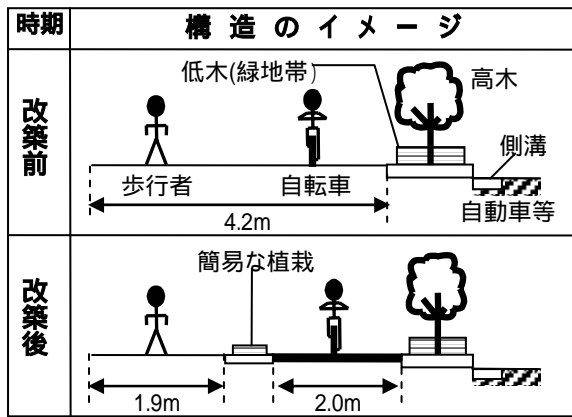 時期
構造のイメージ
改築前
低木(緑地帯)
高木
側溝
歩行者
自転車
自動車等
4.2m
改築後
簡易な植栽
1.9m
2.0m